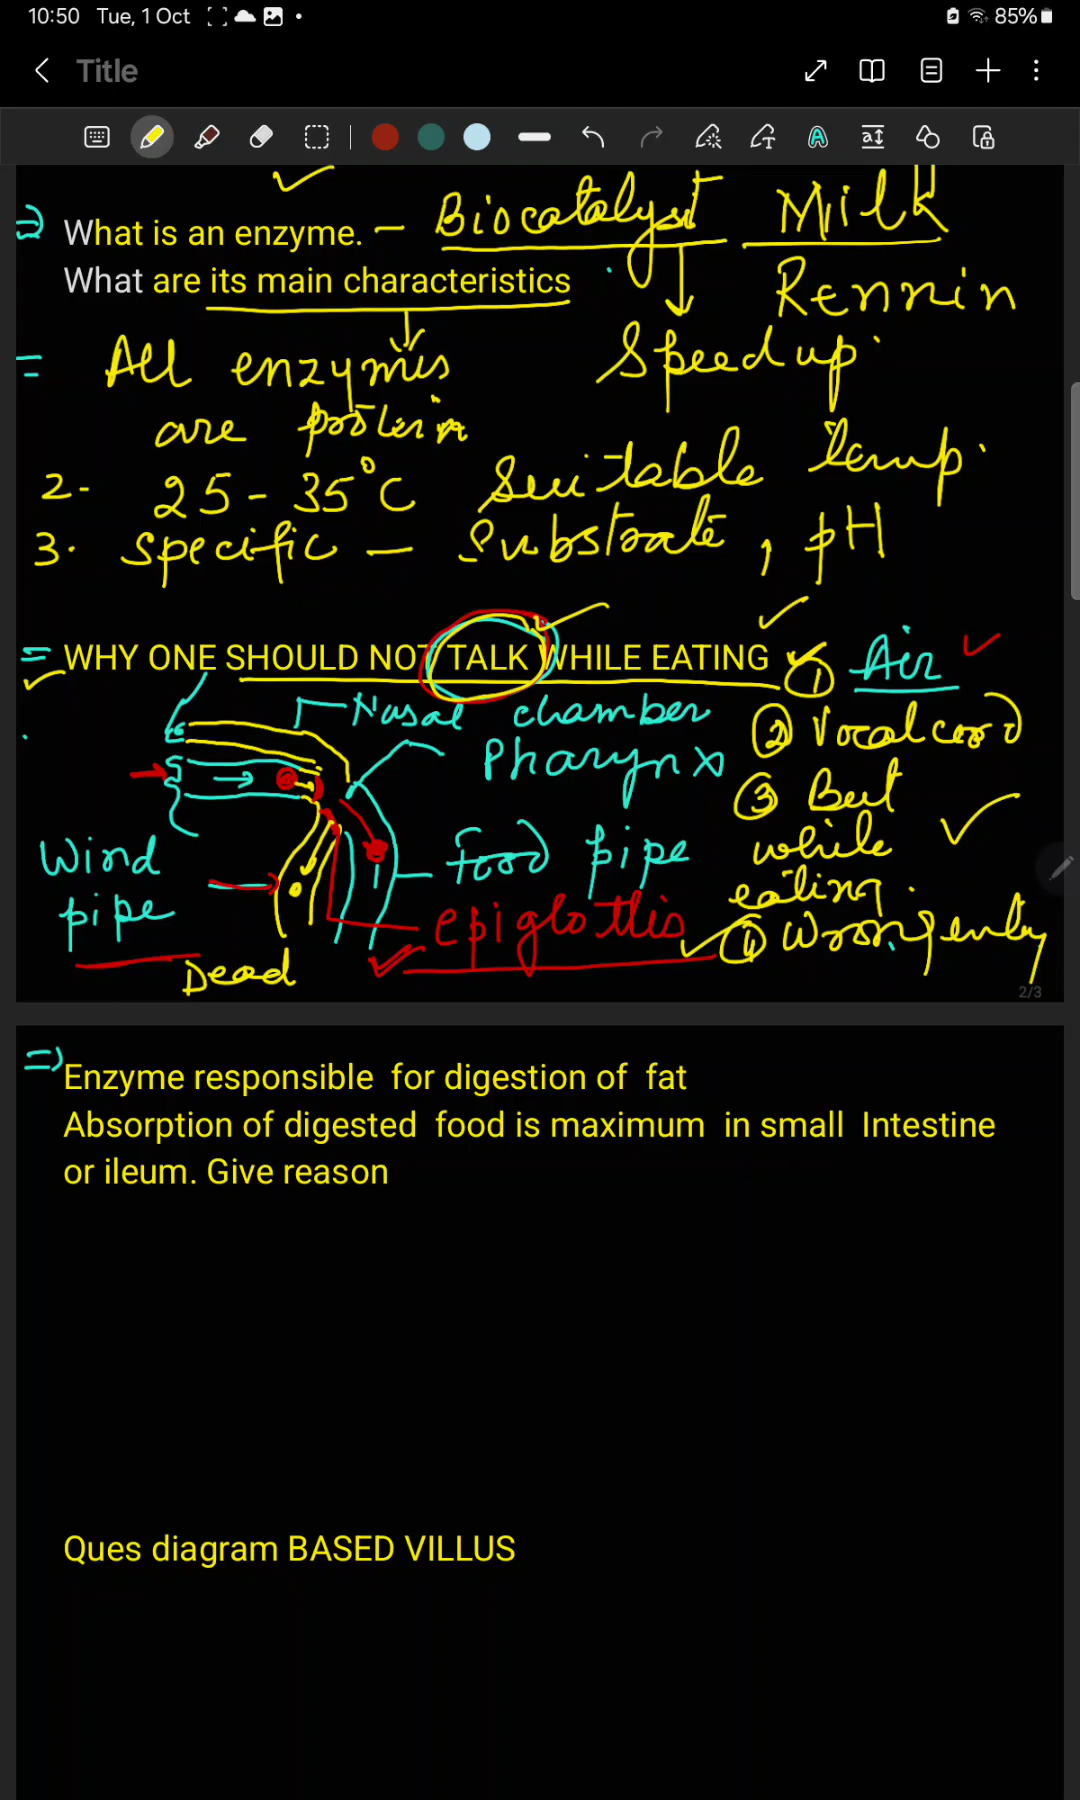 10:50 Tue, 1 Oct
85%
Title
What is an enzyme. — Biocatalyst Milk
What are its main characteristics Rennin
= All enzymes Speed up
are protein
2- 25 - 35°C Suitable temp.
3. Specific — Substrate, pH
= WHY ONE SHOULD NOT TALK WHILE EATING ① Air
Nasal chamber ② Vocal cord
Pharynx
③ But
Wind food pipe while
pipe eating.
epiglottis ④ Wrong entry
Dead
2/3
=> Enzyme responsible for digestion of fat
Absorption of digested food is maximum in small Intestine
or ileum. Give reason
Ques diagram BASED VILLUS